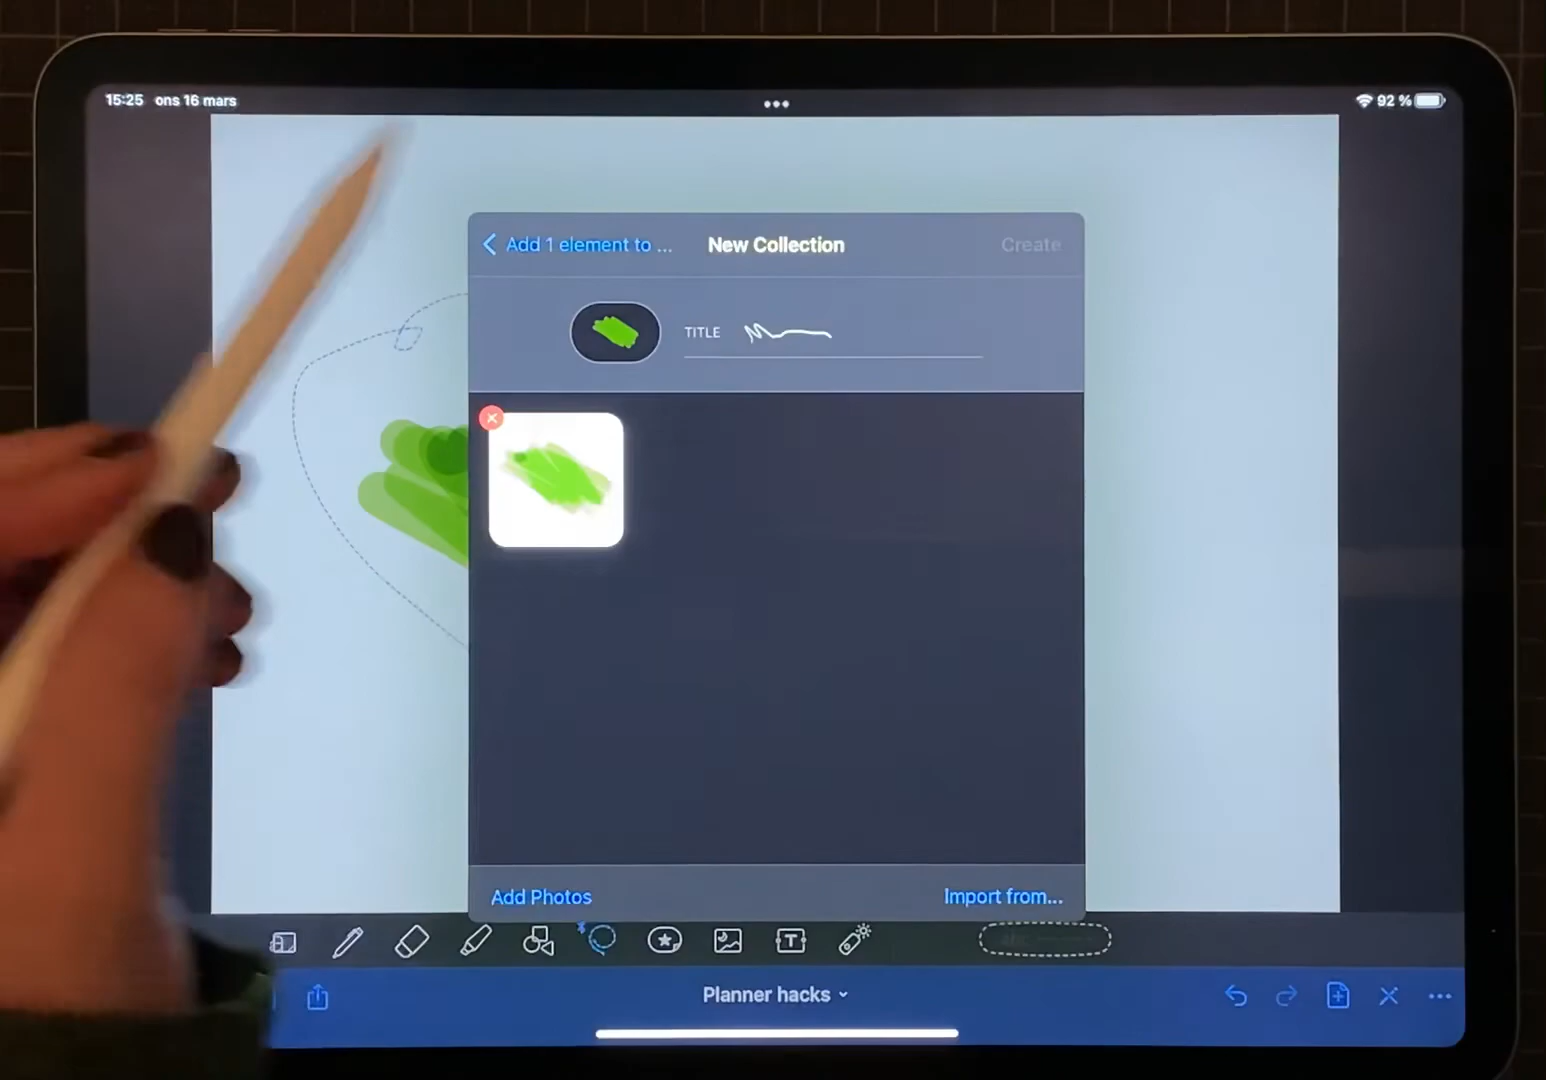 15:25 ons 16 mars
92 %
Add 1 element to ...
New Collection
Create
TITLE
Add Photos
Import from...
T
Planner hacks